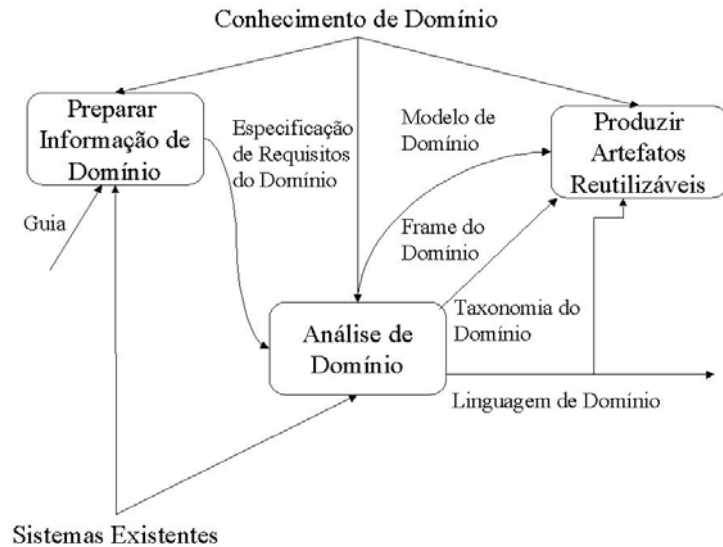 Conhecimento de Domínio
Preparar
Informação de
Domínio
Especificação
de Requisitos
do Domínio
Modelo de
Domínio
Produzir
Artefatos
Reutilizáveis
Guia
Frame do
Domínio
Análise de
Domínio
Taxonomia do
Domínio
Linguagem de Domínio
Sistemas Existentes